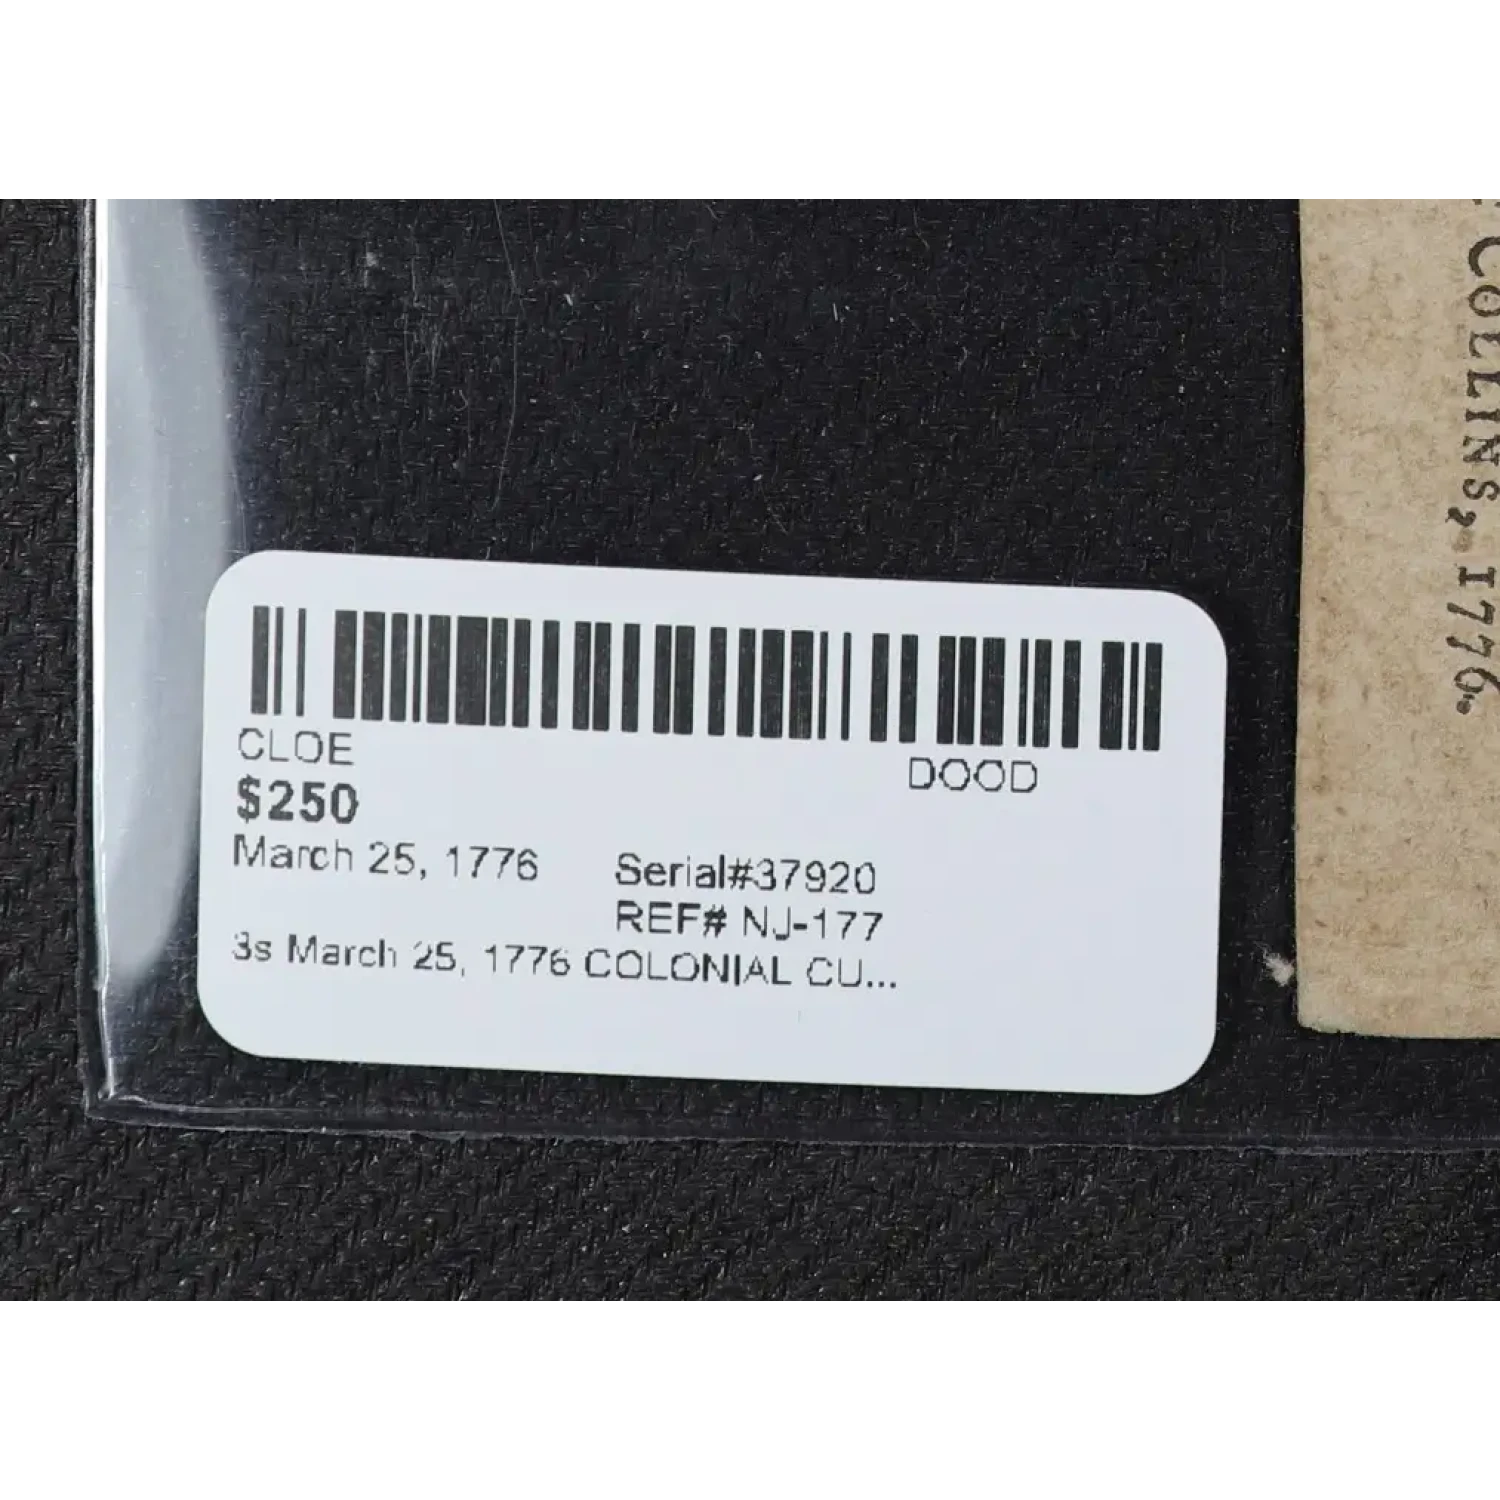 CLOE
DOOD
$250
March 25, 1776
Serial#37920
REF# NJ-177
3s March 25, 1776 COLONIAL CU...
COLLINS, 1776.